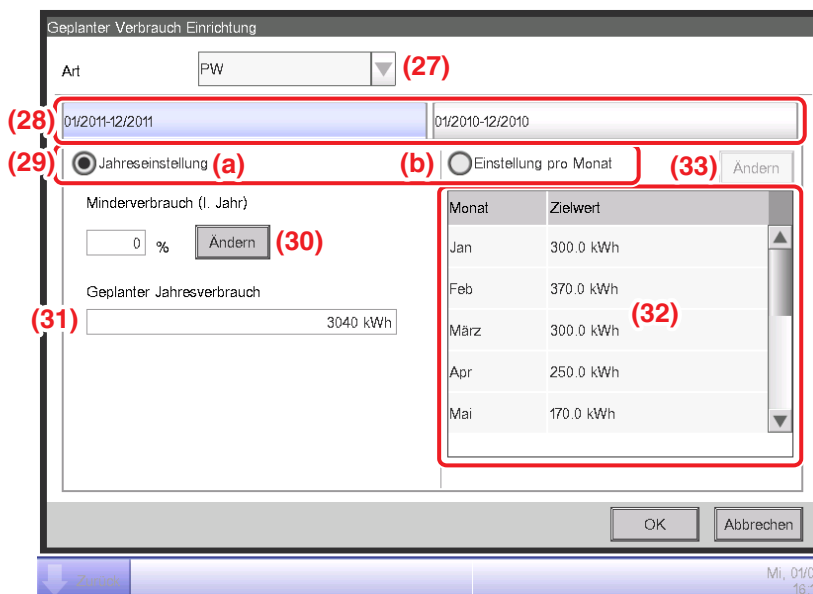 Geplanter Verbrauch Einrichtung
Art PW (27)
(28) 01/2011-12/2011 01/2010-12/2010
(29) Jahreseinstellung (a) (b) Einstellung pro Monat (33) Ändern
Minderverbrauch (l. Jahr)
0 % Ändern (30)
Geplanter Jahresverbrauch
(31) 3040 kWh
Monat Zielwert
Jan 300.0 kWh
Feb 370.0 kWh
(32)
März 300.0 kWh
Apr 250.0 kWh
Mai 170.0 kWh
OK Abbrechen
Zurück
Mi, 01/0